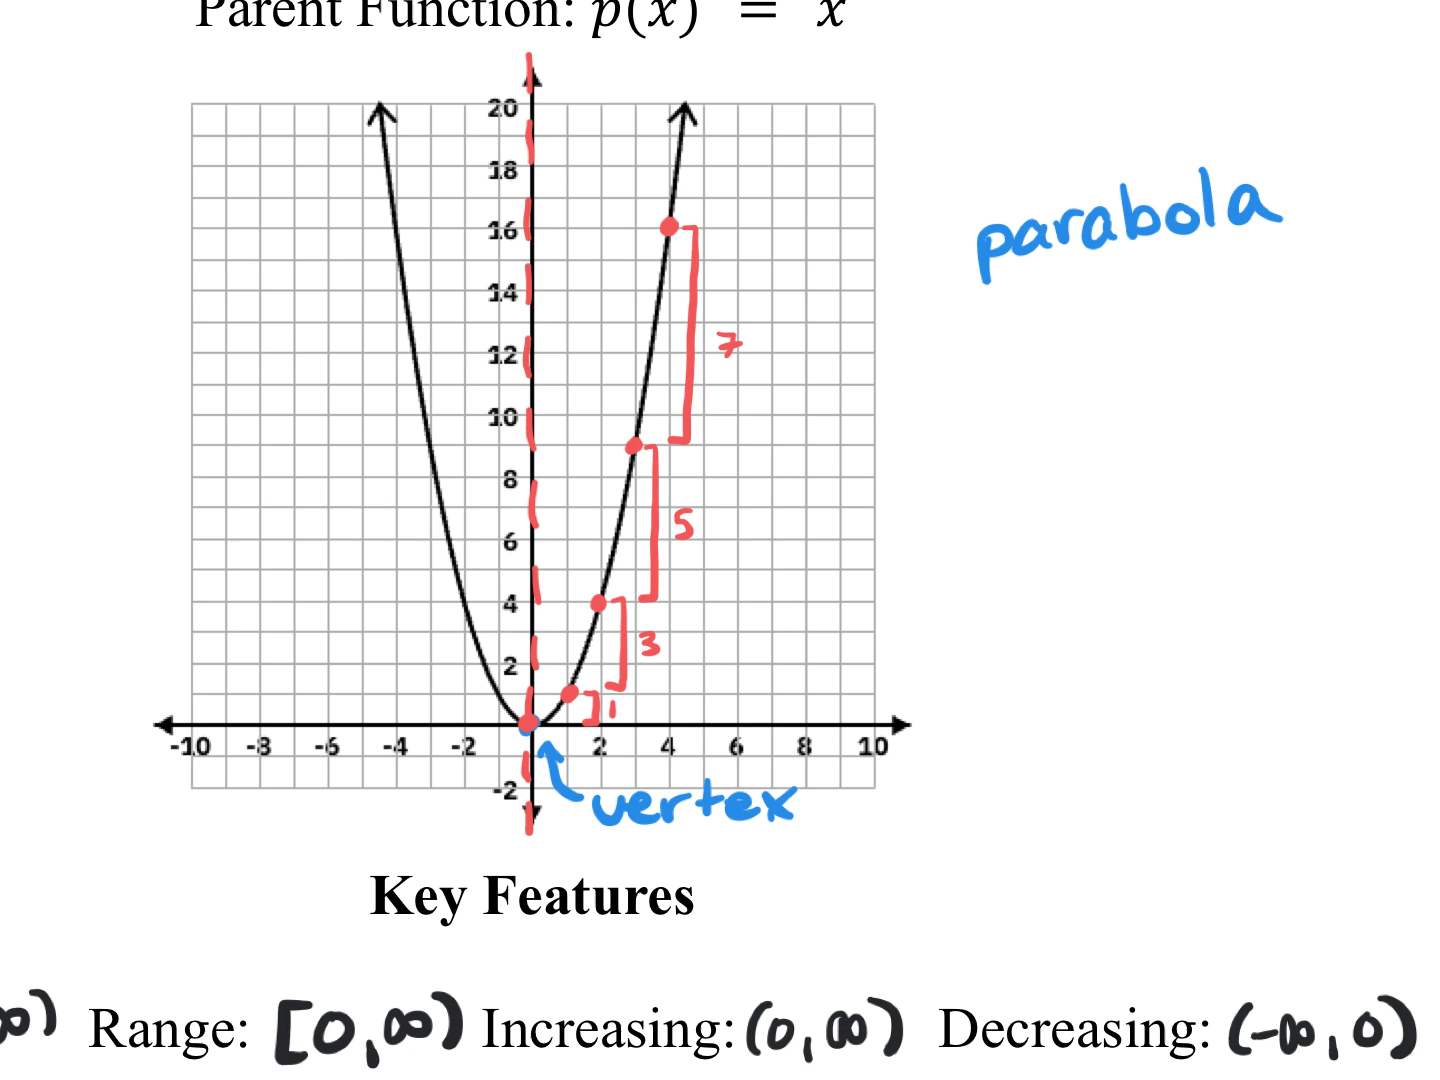 Parent Function: p(x) = x
20
18
16
14
12
10
8
6
4
2
-2
-10 -8 -6 -4 -2 2 4 6 8 10
parabola
7
5
3
1
vertex
Key Features
∞) Range: [0,∞) Increasing: (0,∞) Decreasing: (-∞,0)